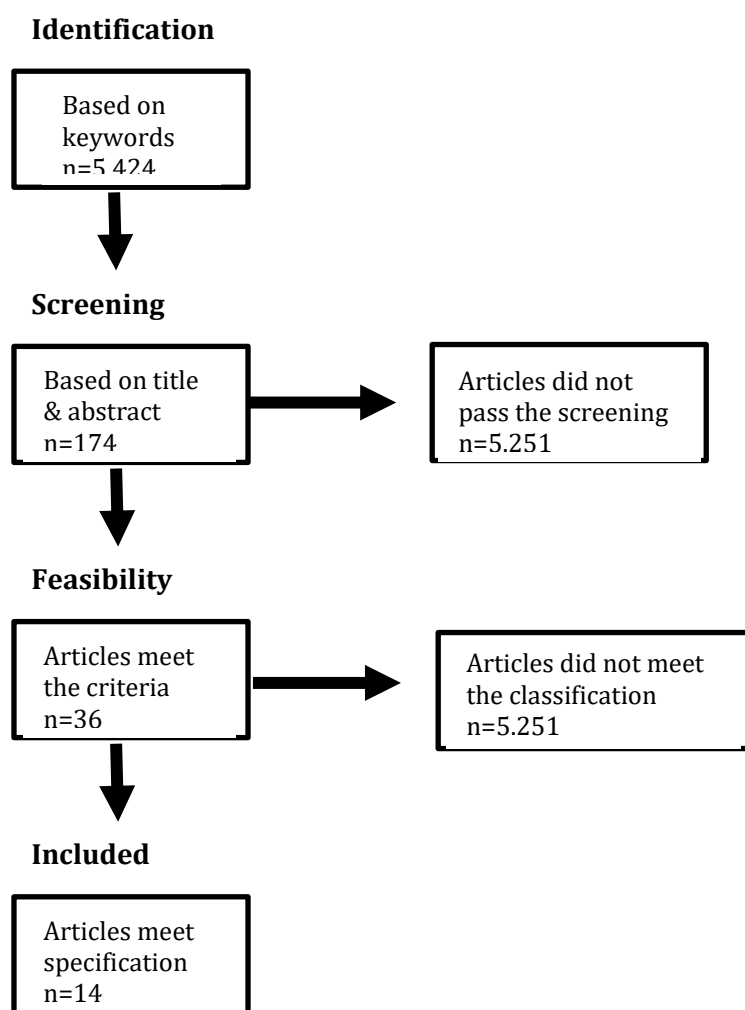 Identification
Based on
keywords
n=5.424
Screening
Based on title
& abstract
n=174
Articles did not
pass the screening
n=5.251
Feasibility
Articles meet
the criteria
n=36
Articles did not meet
the classification
n=5.251
Included
Articles meet
specification
n=14